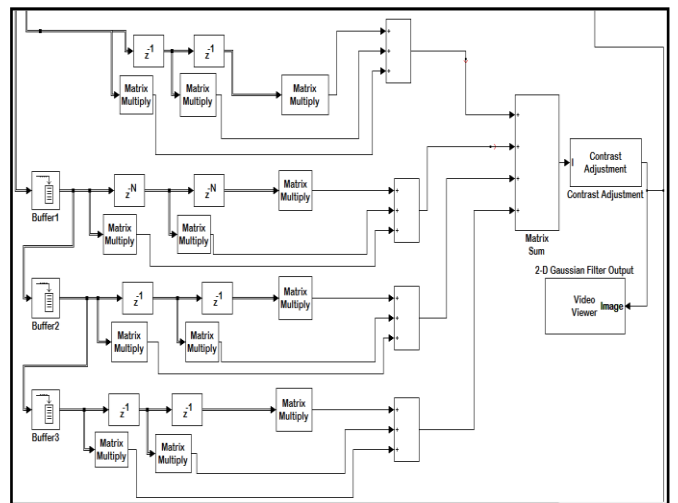 z-1
z-1
+
+
+
Matrix
Multiply
Matrix
Multiply
Matrix
Multiply
+
+
+
+
Matrix
Sum
Contrast
Adjustment
Contrast Adjustment
Buffer1
z-N
z-N
Matrix
Multiply
+
+
+
Matrix
Multiply
Matrix
Multiply
2-D Gaussian Filter Output
Video
Viewer
Image
Buffer2
z-1
z-1
Matrix
Multiply
+
+
+
Matrix
Multiply
Matrix
Multiply
Buffer3
z-1
z-1
Matrix
Multiply
+
+
+
Matrix
Multiply
Matrix
Multiply